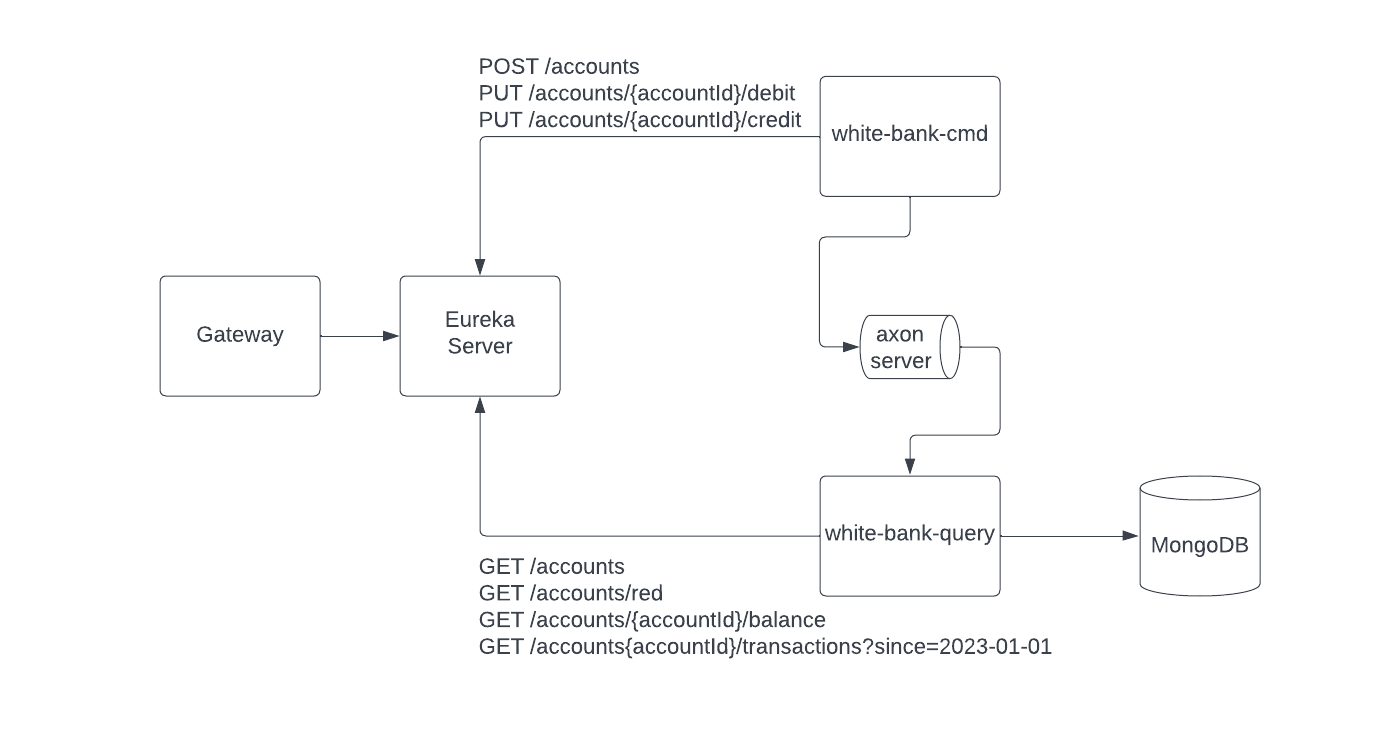 POST /accounts
PUT /accounts/{accountId}/debit
PUT /accounts/{accountId}/credit
white-bank-cmd
Gateway
Eureka
Server
axon
server
white-bank-query
MongoDB
GET /accounts
GET /accounts/red
GET /accounts/{accountId}/balance
GET /accounts{accountId}/transactions?since=2023-01-01